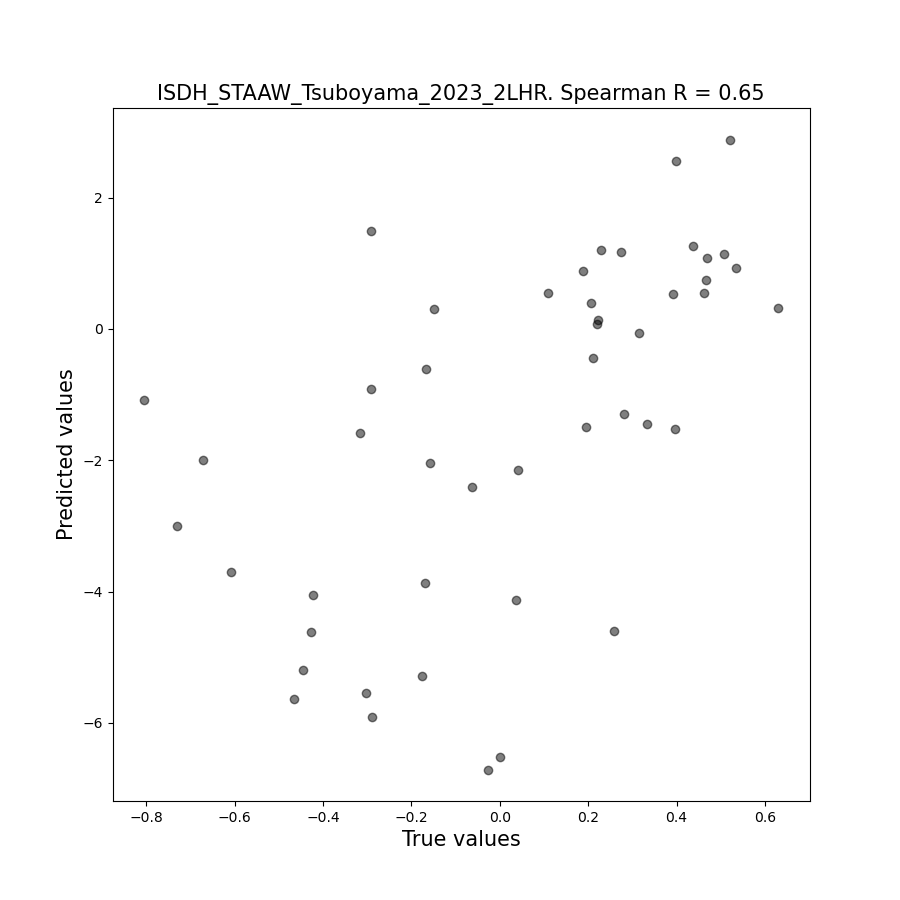 ISDH_STAAW_Tsuboyama_2023_2LHR. Spearman R = 0.65
2
0
−2
−4
−6
Predicted values
−0.8 −0.6 −0.4 −0.2 0.0 0.2 0.4 0.6
True values